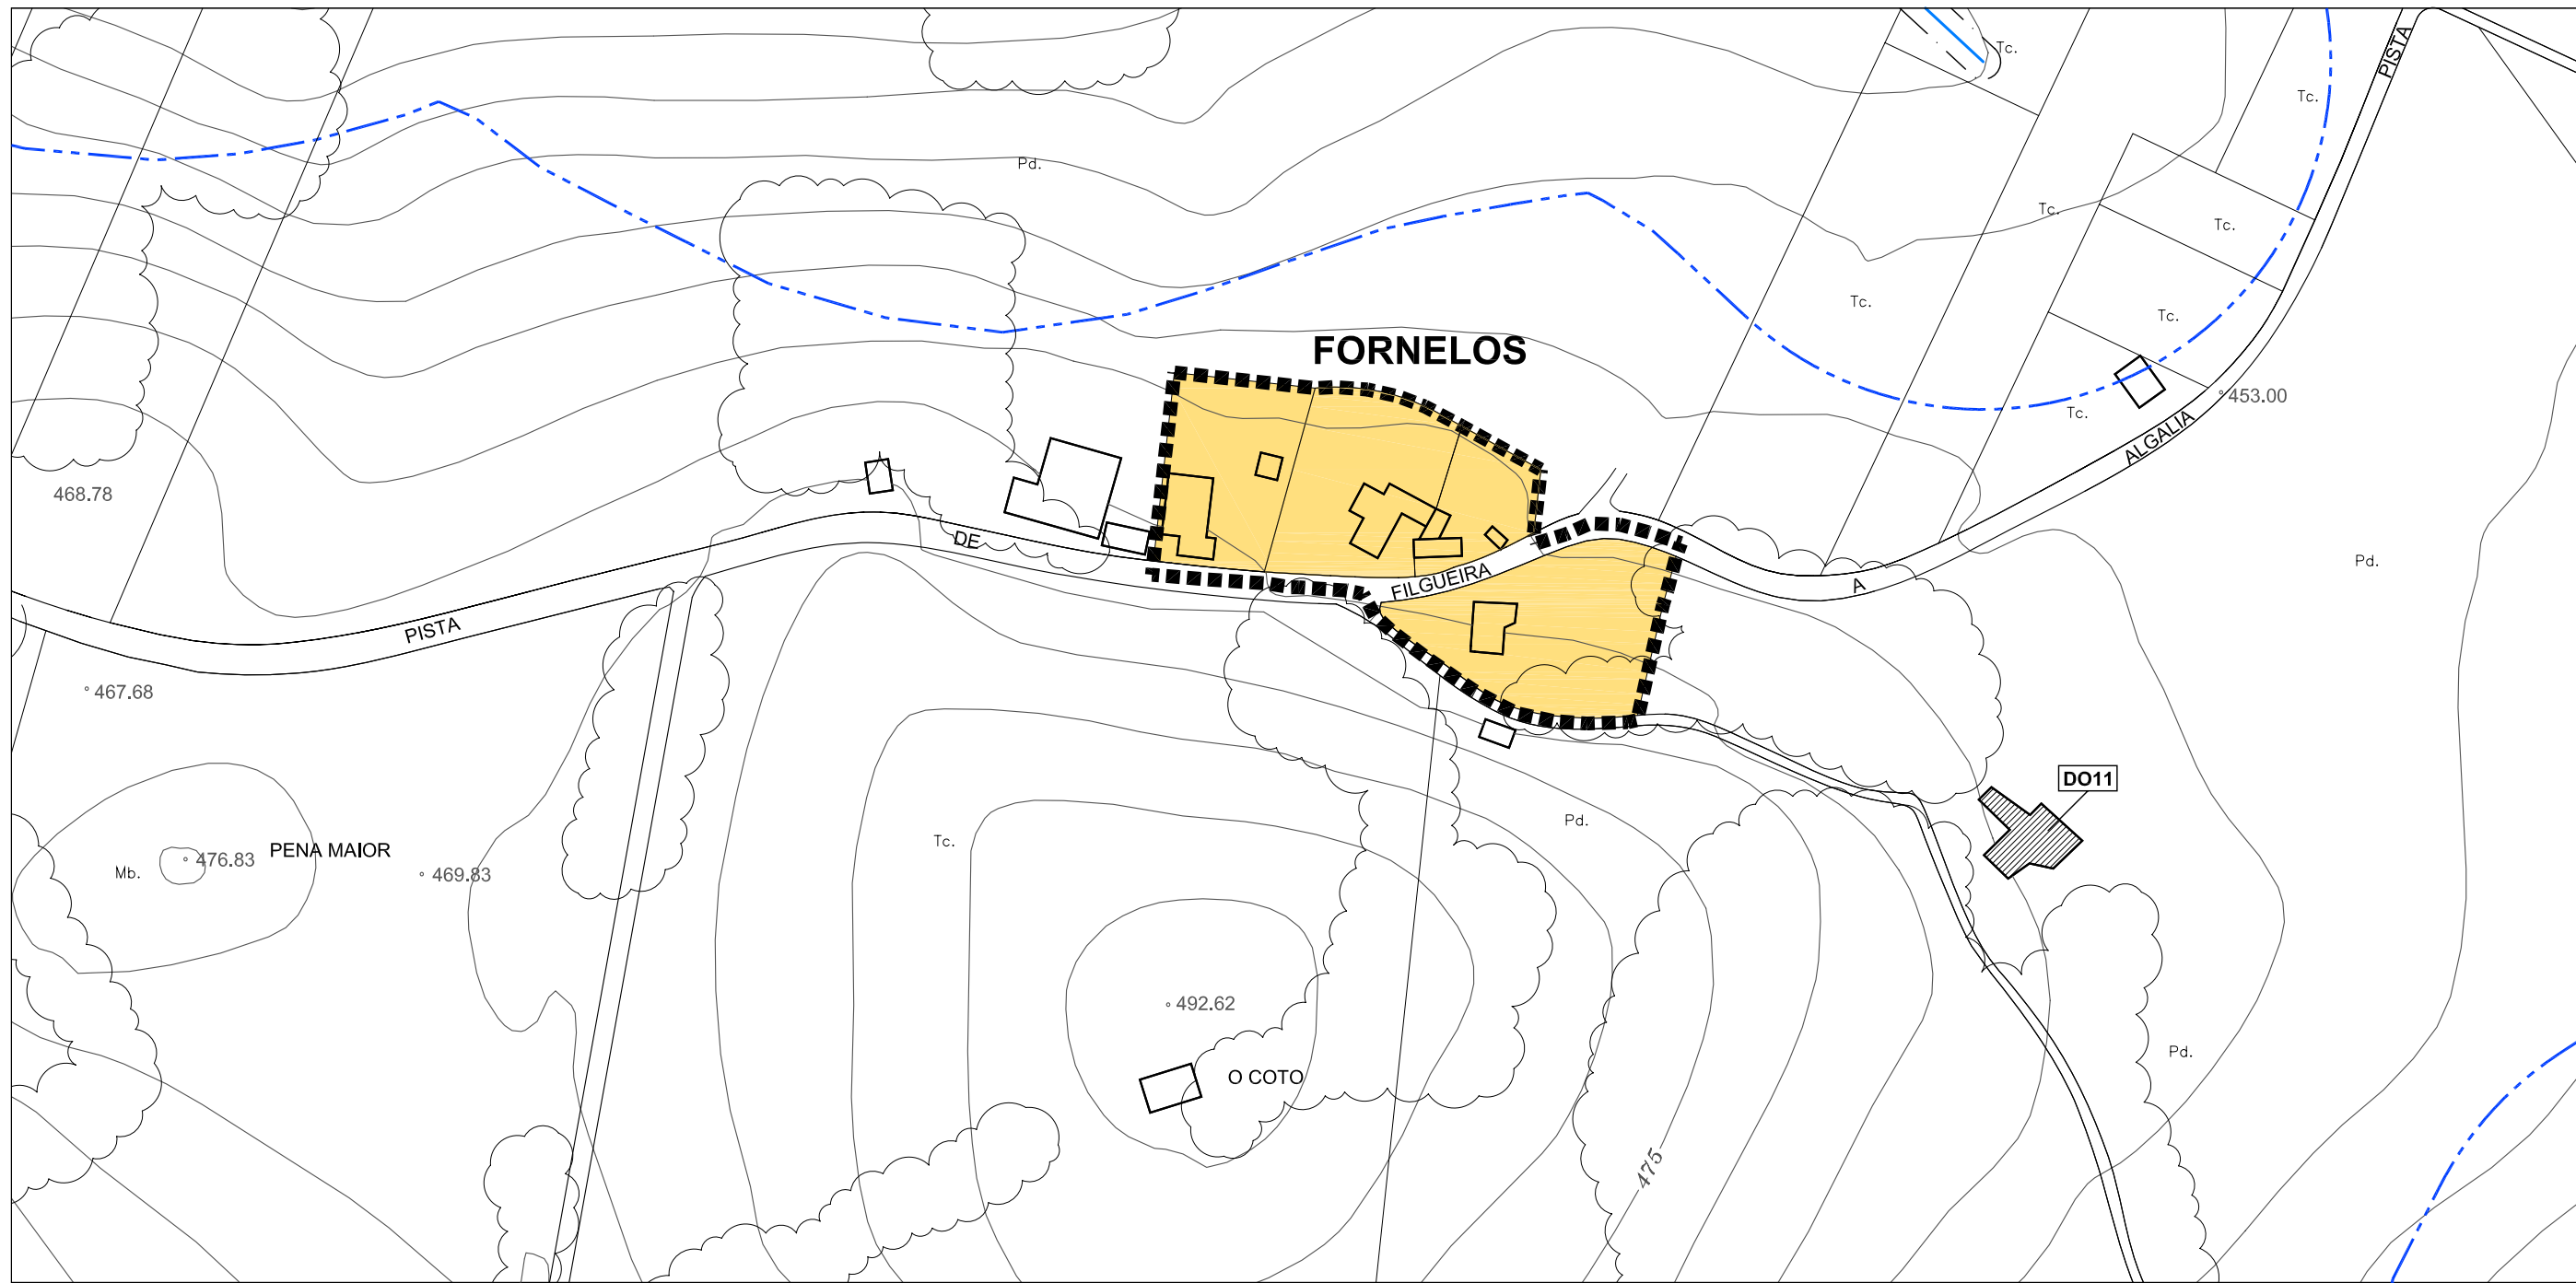 Tc.
PISTA
Tc.
Pd.
Tc.
Tc.
Tc.
Tc.
FORNELOS
453.00
Tc.
ALGALIA
468.78
DE
Pd.
FILGUEIRA
A
PISTA
467.68
DO11
Pd.
Tc.
PENA MAIOR
476.83
Mb.
469.83
492.62
Pd.
O COTO
475